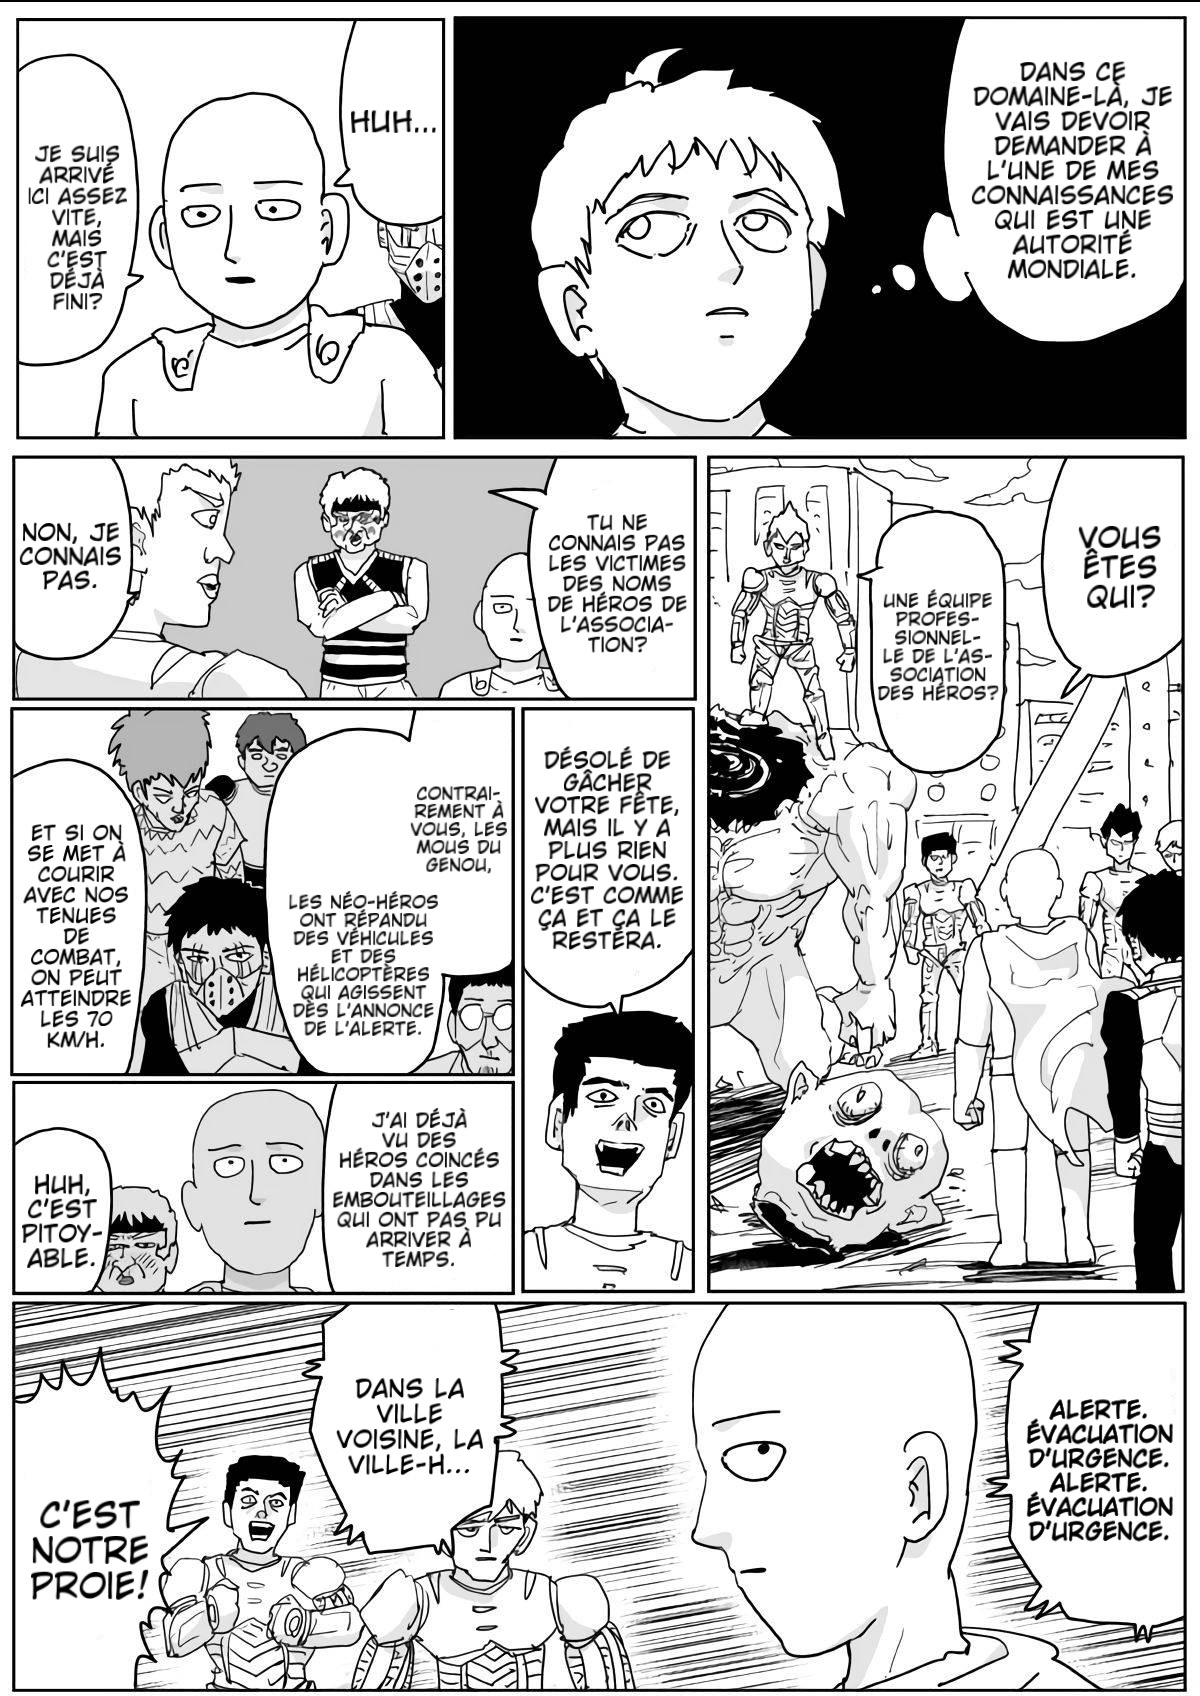 DANS CE
DOMAINE-LÀ, JE
VAIS DEVOIR
DEMANDER À
L'UNE DE MES
CONNAISSANCES
QUI EST UNE
AUTORITÉ
MONDIALE.
HUH...
JE SUIS
ARRIVÉ
ICI ASSEZ
VITE,
MAIS
C'EST
DÉJÀ
FINI?
VOUS
ÊTES
QUI?
UNE ÉQUIPE
PROFES-
SIONNEL-
LE DE L'AS-
SOCIATION
DES HÉROS?
TU NE
CONNAIS PAS
LES VICTIMES
DES NOMS
DE HÉROS DE
L'ASSOCIA-
TION?
NON, JE
CONNAIS
PAS.
DÉSOLÉ DE
GÂCHER
VOTRE FÊTE,
MAIS IL Y A
PLUS RIEN
POUR VOUS.
C'EST COMME
ÇA ET ÇA LE
RESTERA.
CONTRAI-
REMENT À
VOUS, LES
MOUS DU
GENOU,
LES NÉO-HÉROS
ONT RÉPANDU
DES VÉHICULES
ET DES
HÉLICOPTÈRES
QUI AGISSENT
DÈS L'ANNONCE
DE L'ALERTE.
ET SI ON
SE MET À
COURIR
AVEC NOS
TENUES
DE
COMBAT,
ON PEUT
ATTEINDRE
LES 70
KM/H.
J'AI DÉJÀ
VU DES
HÉROS COINCÉS
DANS LES
EMBOUTEILLAGES
QUI ONT PAS PU
ARRIVER À
TEMPS.
HUH,
C'EST
PITOY-
ABLE.
ALERTE.
ÉVACUATION
D'URGENCE.
ALERTE.
ÉVACUATION
D'URGENCE.
DANS LA
VILLE
VOISINE, LA
VILLE-H...
C'EST
NOTRE
PROIE!